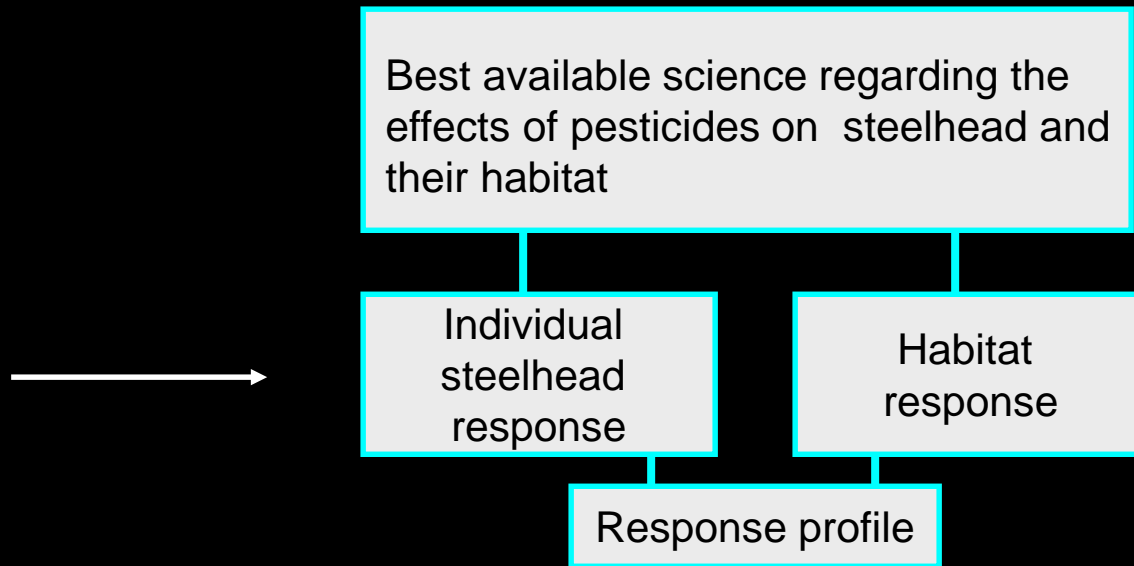 Best available science regarding the
effects of pesticides on  steelhead and
their habitat
Individual
steelhead
response
Habitat
response
Response profile